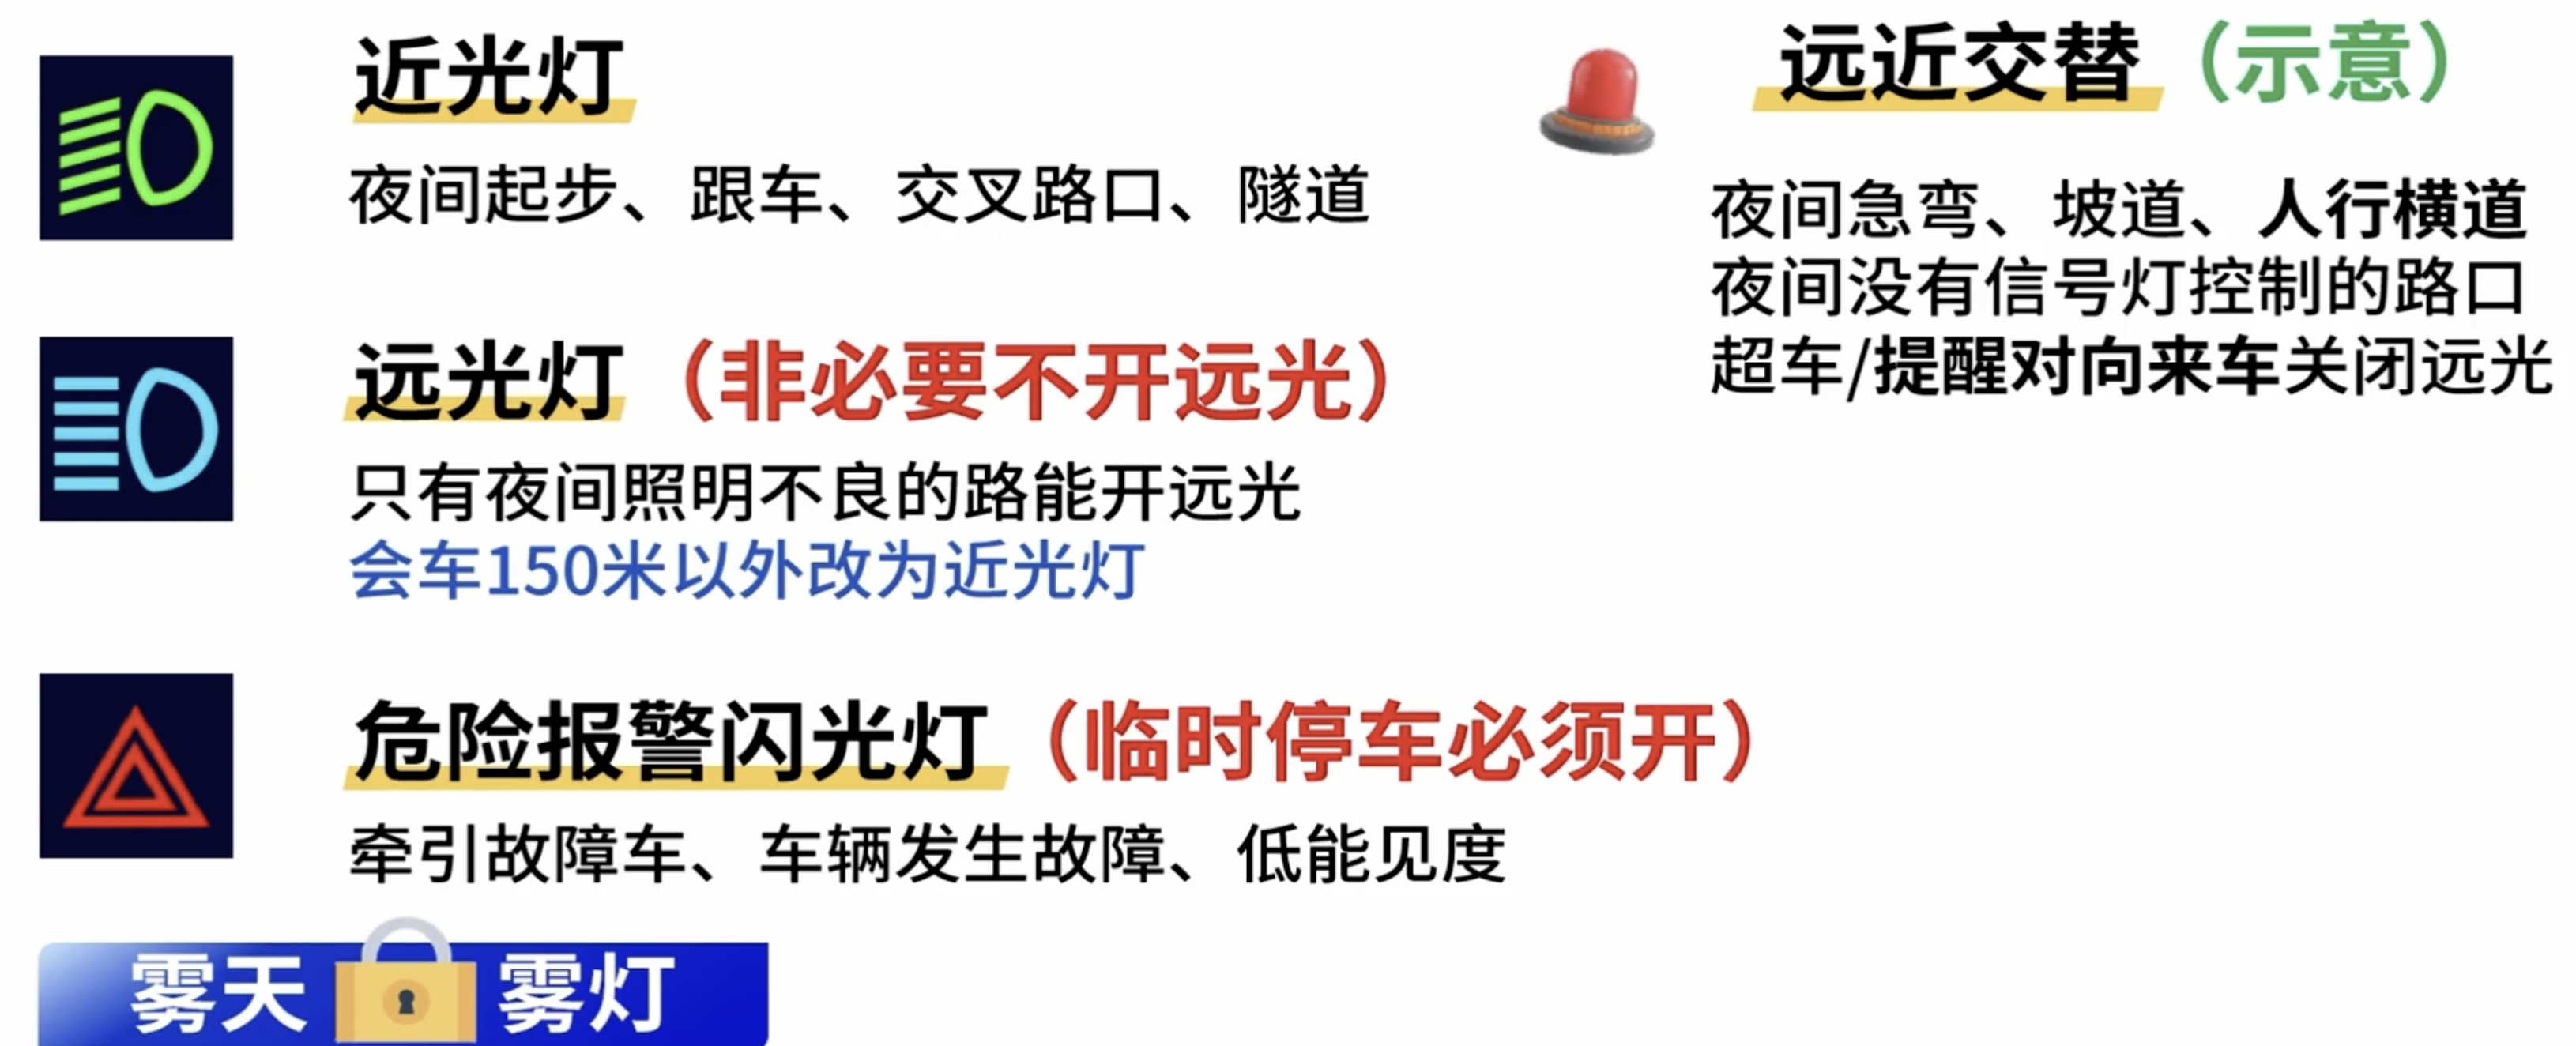 近光灯
夜间起步、跟车、交叉路口、隧道
远光灯（非必要不开远光）
只有夜间照明不良的路能开远光
会车150米以外改为近光灯
危险报警闪光灯（临时停车必须开）
牵引故障车、车辆发生故障、低能见度
雾天 雾灯
远近交替（示意）
夜间急弯、坡道、人行横道
夜间没有信号灯控制的路口
超车/提醒对向来车关闭远光